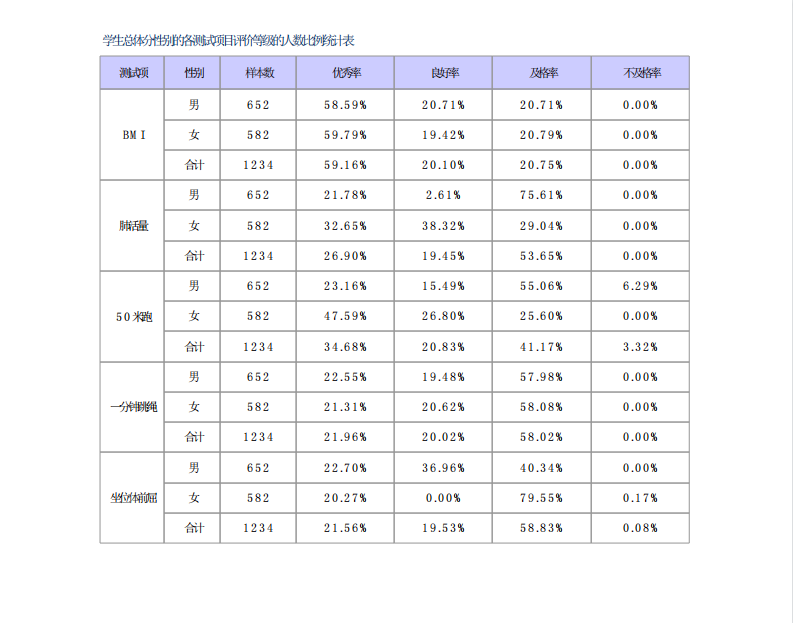 学生总体分性别的各测试项目评价等级的人数比例统计表
测试项 性别 样本数 优秀率 良好率 及格率 不及格率
男 652 58.59% 20.71% 20.71% 0.00%
BMI 女 582 59.79% 19.42% 20.79% 0.00%
合计 1234 59.16% 20.10% 20.75% 0.00%
男 652 21.78% 2.61% 75.61% 0.00%
肺活量 女 582 32.65% 38.32% 29.04% 0.00%
合计 1234 26.90% 19.45% 53.65% 0.00%
男 652 23.16% 15.49% 55.06% 6.29%
50米跑 女 582 47.59% 26.80% 25.60% 0.00%
合计 1234 34.68% 20.83% 41.17% 3.32%
男 652 22.55% 19.48% 57.98% 0.00%
一分钟跳绳 女 582 21.31% 20.62% 58.08% 0.00%
合计 1234 21.96% 20.02% 58.02% 0.00%
男 652 22.70% 36.96% 40.34% 0.00%
坐位体前屈 女 582 20.27% 0.00% 79.55% 0.17%
合计 1234 21.56% 19.53% 58.83% 0.08%